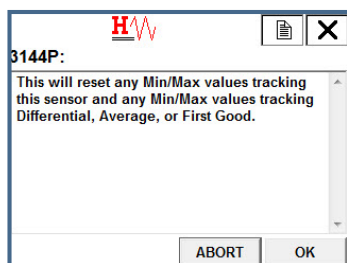 H
3144P:
This will reset any Min/Max values tracking
this sensor and any Min/Max values tracking
Differential, Average, or First Good.
ABORT OK